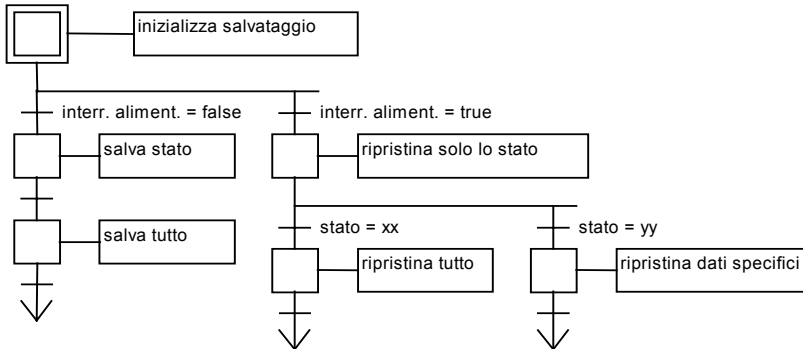 inizializza salvataggio
interr. aliment. = false
interr. aliment. = true
salva stato
ripristina solo lo stato
stato = xx
stato = yy
salva tutto
ripristina tutto
ripristina dati specifici